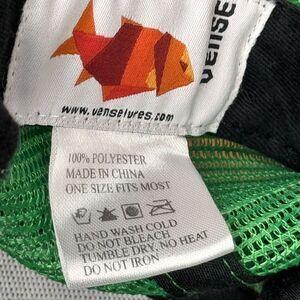 VENSE
www.venselures.com
100% POLYESTER
MADE IN CHINA
ONE SIZE FITS MOST
HAND WASH COLD
DO NOT BLEACH
TUMBLE DRY, NO HEAT
DO NOT IRON